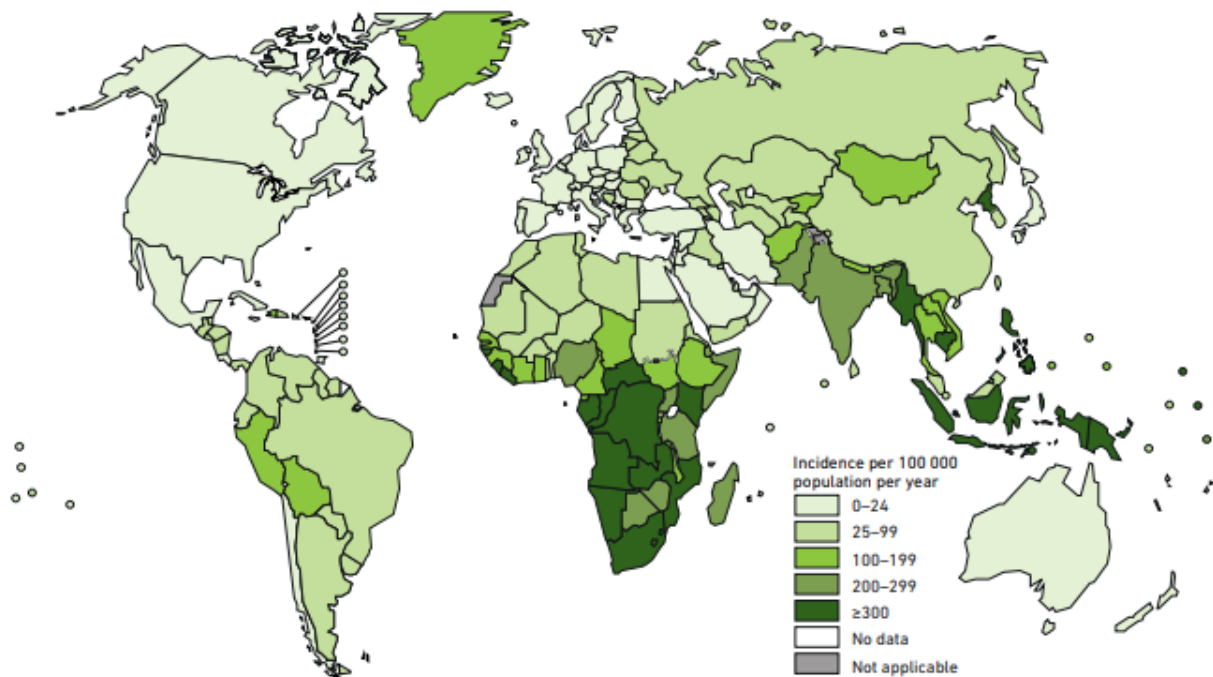 Incidence per 100 000
population per year
0–24
25–99
100–199
200–299
≥300
No data
Not applicable